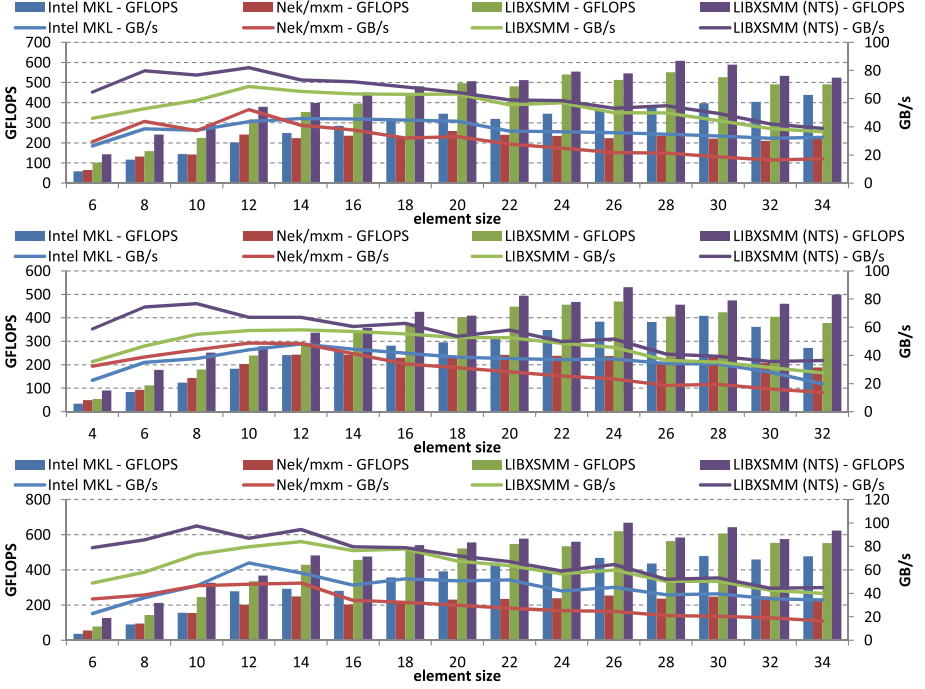 Intel MKL - GFLOPS Nek/mxm - GFLOPS LIBXSMM - GFLOPS LIBXSMM (NTS) - GFLOPS
Intel MKL - GB/s Nek/mxm - GB/s LIBXSMM - GB/s LIBXSMM (NTS) - GB/s
700 100
600
80
500
400 60
300 40
200
20
100
0 0
GFLOPS
GB/s
6 8 10 12 14 16 18 20 22 24 26 28 30 32 34
element size
Intel MKL - GFLOPS Nek/mxm - GFLOPS LIBXSMM - GFLOPS LIBXSMM (NTS) - GFLOPS
Intel MKL - GB/s Nek/mxm - GB/s LIBXSMM - GB/s LIBXSMM (NTS) - GB/s
600 100
500 80
400
60
300
40
200
100 20
0 0
GFLOPS
GB/s
4 6 8 10 12 14 16 18 20 22 24 26 28 30 32
element size
Intel MKL - GFLOPS Nek/mxm - GFLOPS LIBXSMM - GFLOPS LIBXSMM (NTS) - GFLOPS
Intel MKL - GB/s Nek/mxm - GB/s LIBXSMM - GB/s LIBXSMM (NTS) - GB/s
800 120
100
600
80
400 60
40
200
20
0 0
GFLOPS
GB/s
6 8 10 12 14 16 18 20 22 24 26 28 30 32 34
element size